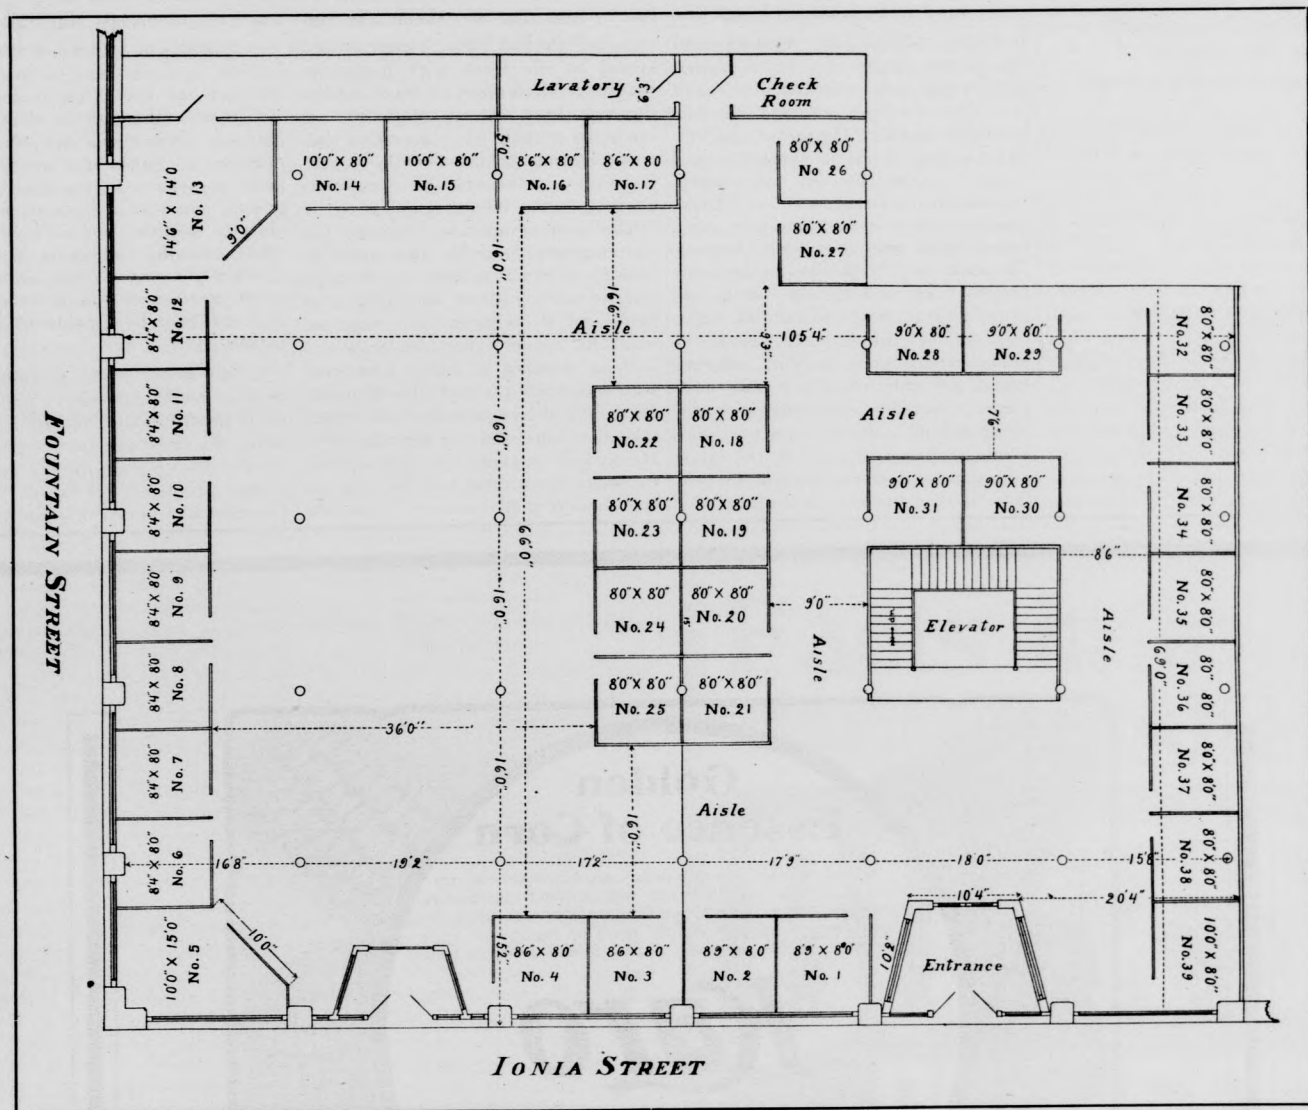 Lavatory
6'3"
Check
Room
14'6" X 14'0
No. 13
9'0"
10'0" X 8'0"
No. 14
10'0" X 8'0"
No. 15
5'0"
8'6" X 8'0"
No. 16
8'6" X 8'0
No. 17
8'0" X 8'0"
No 26
8'0" X 8'0"
No. 27
16'0"
16'6"
Aisle
9'3"
105'4"
9'0" X 8'0"
No. 28
9'0" X 8'0"
No. 29
8'0" X 8'0"
No. 32
8'4" X 8'0"
No. 12
8'4" X 8'0"
No. 11
8'4" X 8'0"
No. 10
8'4" X 8'0"
No. 9
8'4" X 8'0"
No. 8
8'4" X 8'0"
No. 7
8'4" X 8'0"
No. 6
10'0" X 15'0
No. 5
10'0"
FOUNTAIN STREET
16'0"
66'0"
16'0"
16'0"
36'0"
8'0" X 8'0"
No. 22
8'0" X 8'0"
No. 18
8'0" X 8'0"
No. 23
8'0" X 8'0"
No. 19
8'0" X 8'0"
No. 24
8'0" X 8'0"
No. 20
8'0" X 8'0"
No. 25
8'0" X 8'0"
No. 21
Aisle
7'6"
9'0" X 8'0"
No. 31
9'0" X 8'0"
No. 30
8'6"
9'0"
Aisle
Elevator
Aisle
69'0"
8'0" X 8'0"
No. 33
8'0" X 8'0"
No. 34
8'0" X 8'0"
No. 35
8'0" 8'0"
No. 36
8'0" X 8'0"
No. 37
8'0" X 8'0"
No. 38
10'0" X 8'0"
No. 39
16'0"
Aisle
16'8"
19'2"
17'2"
17'9"
18'0"
15'8"
20'4"
10'4"
10'2"
15'2"
8'6" X 8'0"
No. 4
8'6" X 8'0"
No. 3
8'9" X 8'0"
No. 2
8'9" X 8'0"
No. 1
Entrance
IONIA STREET